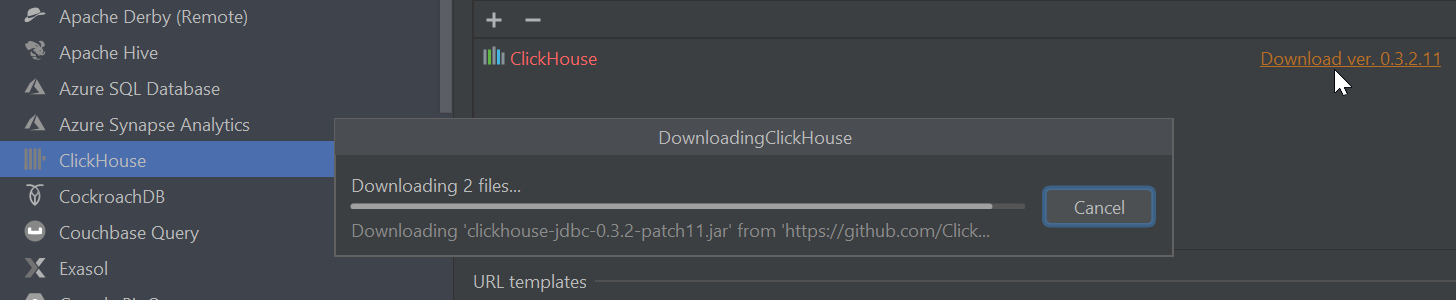 Apache Derby (Remote)
Apache Hive
Azure SQL Database
Azure Synapse Analytics
ClickHouse
CockroachDB
Couchbase Query
Exasol
ClickHouse
Download ver. 0.3.2.11
DownloadingClickHouse
Downloading 2 files...
Cancel
Downloading 'clickhouse-jdbc-0.3.2-patch11.jar' from 'https://github.com/Click...
URL templates